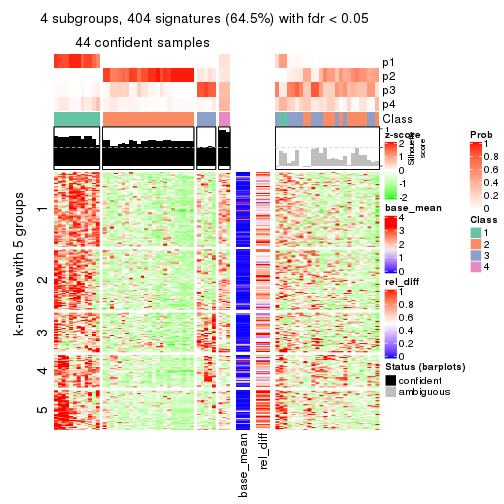 4 subgroups, 404 signatures (64.5%) with fdr < 0.05
44 confident samples
p1
p2
p3
p4
Class
z-score
2
1
0
-1
-2
Silhouette
score
1
Prob
1
0.8
0.6
0.4
0.2
0
base_mean
4
3
2
1
0
Class
1
2
3
4
rel_diff
1
0.8
0.6
0.4
0.2
0
Status (barplots)
confident
ambiguous
k-means with 5 groups
1
2
3
4
5
base_mean
rel_diff